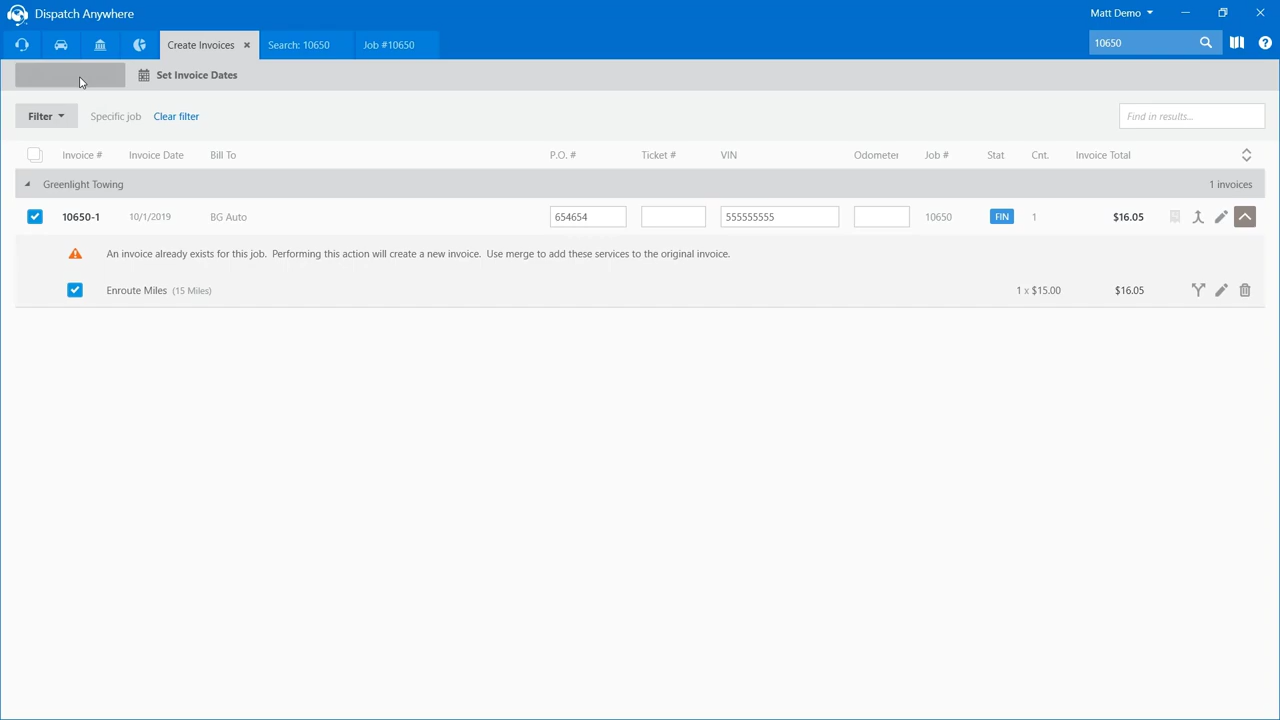 Dispatch Anywhere
Matt Demo
Create Invoices
Search: 10650
Job #10650
10650
Set Invoice Dates
Filter
Specific job
Clear filter
Find in results...
Invoice # Invoice Date Bill To P.O. # Ticket # VIN Odometer Job # Stat Cnt. Invoice Total
Greenlight Towing 1 invoices
10650-1 10/1/2019 BG Auto 654654 555555555 10650 FIN 1 $16.05
An invoice already exists for this job. Performing this action will create a new invoice. Use merge to add these services to the original invoice.
Enroute Miles (15 Miles) 1 x $15.00 $16.05